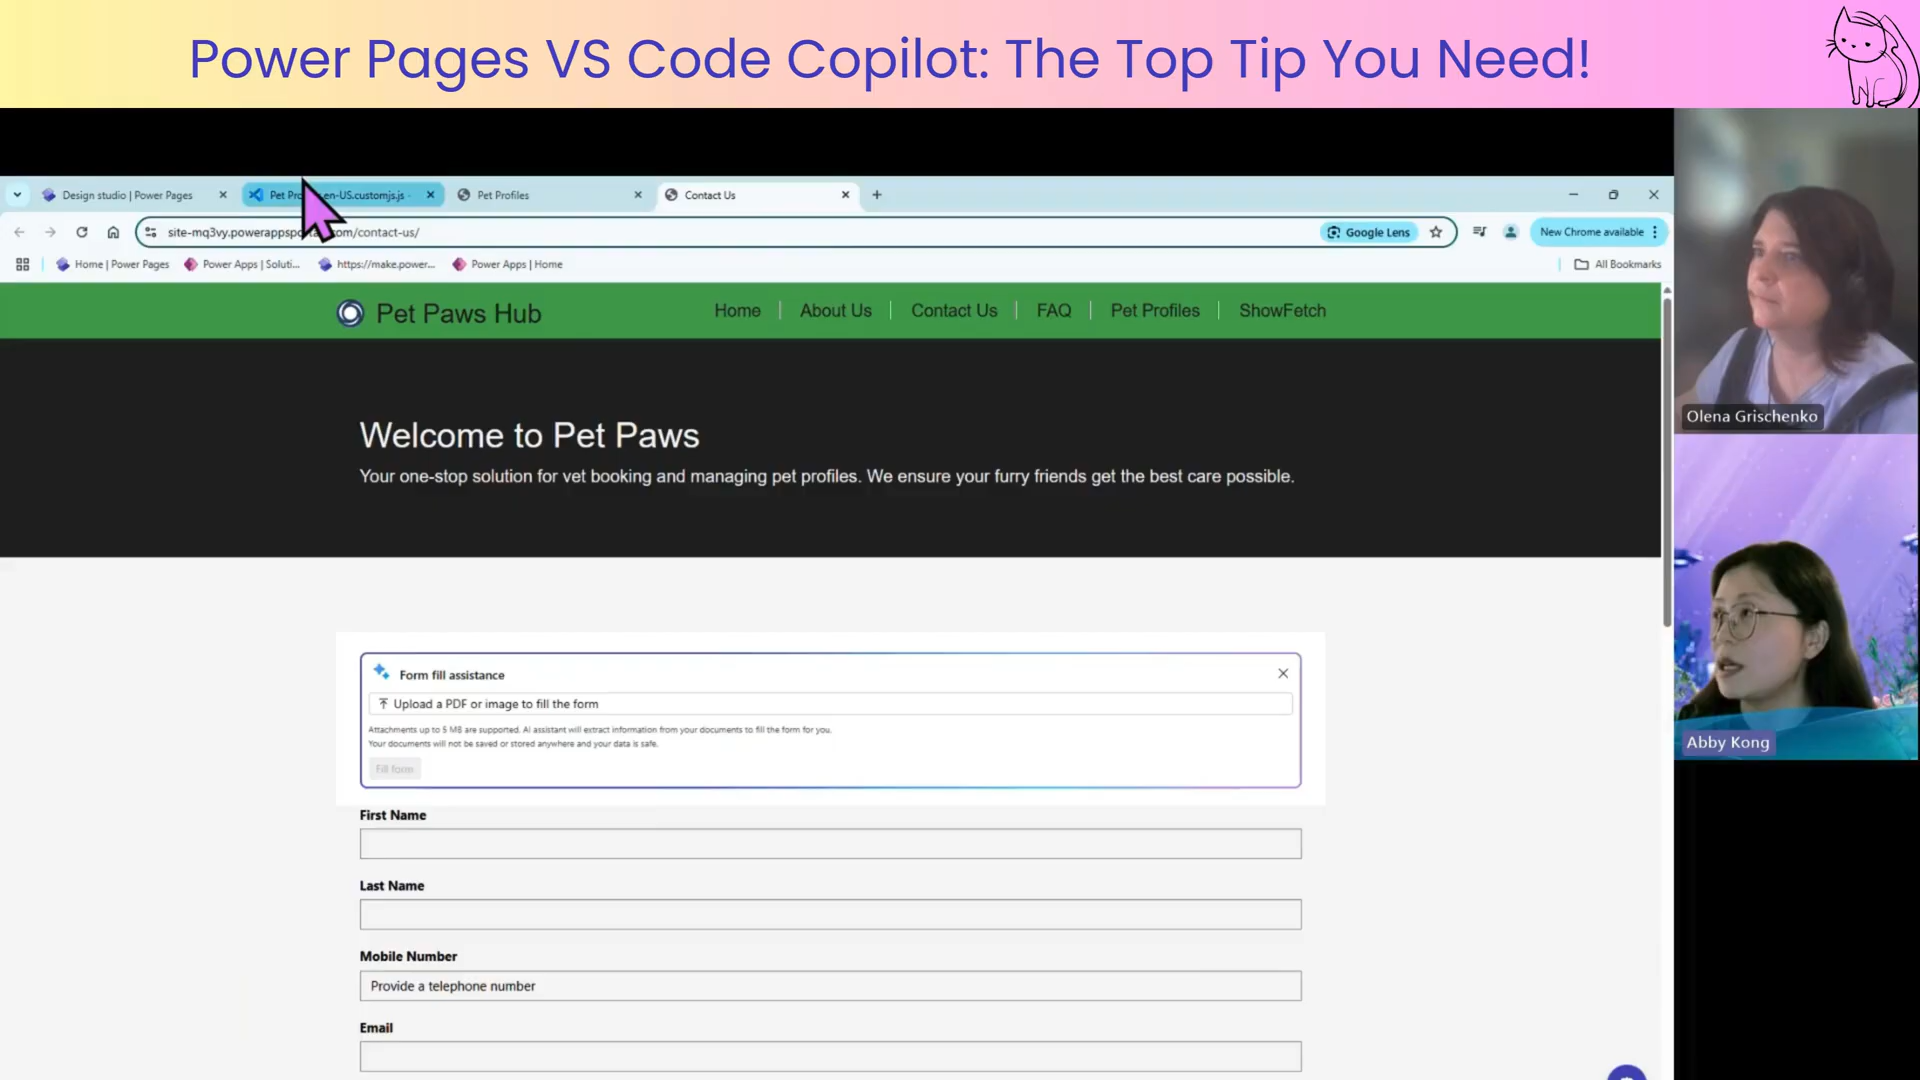 Power Pages VS Code Copilot: The Top Tip You Need!
Design studio | Power Pages
Pet Pro en-US.customjs.js
Pet Profiles
Contact Us
site-mq3vy.powerappsp com/contact-us/
Google Lens
New Chrome available
Home | Power Pages
Power Apps | Soluti...
https://make.power...
Power Apps | Home
All Bookmarks
Pet Paws Hub
Home
About Us
Contact Us
FAQ
Pet Profiles
ShowFetch
Welcome to Pet Paws
Your one-stop solution for vet booking and managing pet profiles. We ensure your furry friends get the best care possible.
Form fill assistance
Upload a PDF or image to fill the form
Attachments up to 5 MB are supported. AI assistant will extract information from your documents to fill the form for you.
Your documents will not be saved or stored anywhere and your data is safe.
Fill form
First Name
Last Name
Mobile Number
Provide a telephone number
Email
Olena Grischenko
Abby Kong